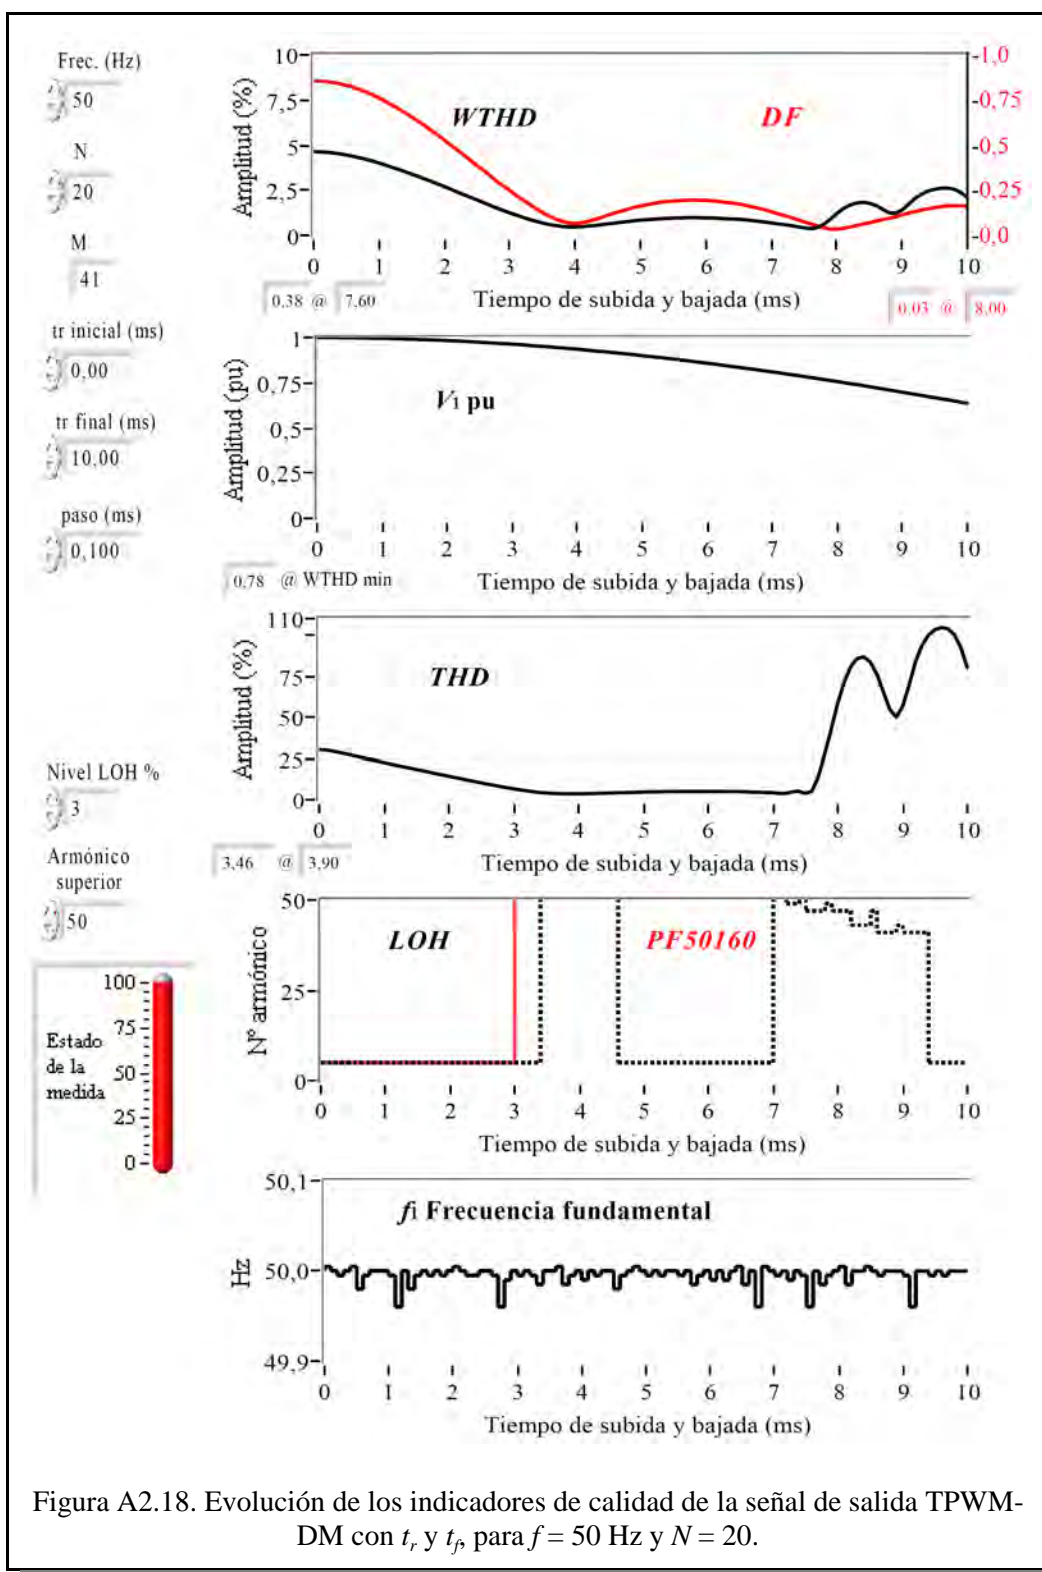 Frec. (Hz)
50
N
20
M
41
tr inicial (ms)
0,00
tr final (ms)
10,00
paso (ms)
0,100
Nivel LOH %
3
Armónico
superior
50
100
75
50
25
0
Estado
de la
medida
Amplitud (%)
10
7,5
5
2,5
0
WTHD
DF
1,0
0,75
0,5
0,25
0,0
0 1 2 3 4 5 6 7 8 9 10
0.38 @ 7.60
Tiempo de subida y bajada (ms)
0.03 @ 8.00
Amplitud (pu)
1
0,75
0,5
0,25
0
V1 pu
0 1 2 3 4 5 6 7 8 9 10
0.78 @ WTHD min
Tiempo de subida y bajada (ms)
Amplitud (%)
110
75
50
25
0
THD
0 1 2 3 4 5 6 7 8 9 10
3.46 @ 3.90
Tiempo de subida y bajada (ms)
Nº armónico
50
25
0
LOH
PF50160
0 1 2 3 4 5 6 7 8 9 10
Tiempo de subida y bajada (ms)
Hz
50,1
50,0
49,9
f1 Frecuencia fundamental
0 1 2 3 4 5 6 7 8 9 10
Tiempo de subida y bajada (ms)
Figura A2.18. Evolución de los indicadores de calidad de la señal de salida TPWM-
DM con tr y tf, para f = 50 Hz y N = 20.